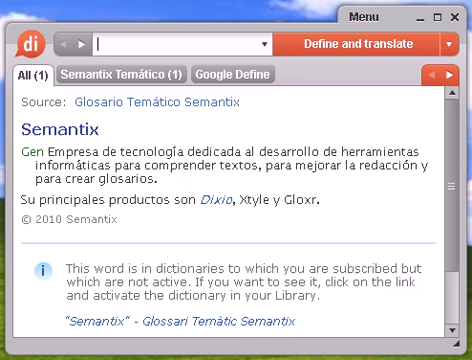 Menu
di
Define and translate
All (1)
Semantix Temático (1)
Google Define
Source: Glosario Temático Semantix
Semantix
Gen Empresa de tecnología dedicada al desarrollo de herramientas
informáticas para comprender textos, para mejorar la redacción y
para crear glosarios.
Su principales productos son Dixio, Xtyle y Gloxr.
© 2010 Semantix
i
This word is in dictionaries to which you are subscribed but
which are not active. If you want to see it, click on the link
and activate the dictionary in your Library.
"Semantix" - Glossari Temàtic Semantix